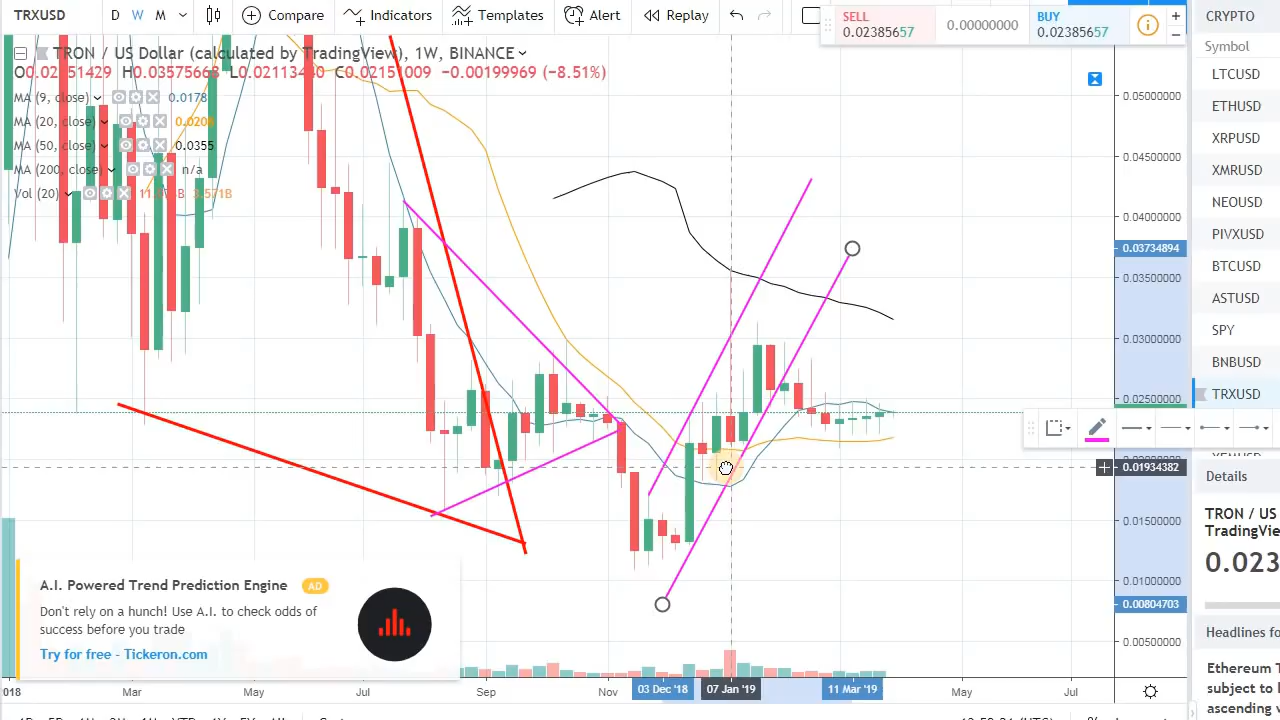 TRXUSD D W M Compare Indicators Templates Alert Replay
SELL 0.02385657 0.00000000 BUY 0.02385657
TRON / US Dollar (calculated by TradingView), 1W, BINANCE
H0.03575668 −0.00199969 (−8.51%)
MA (9, close) 0.0178
MA (20, close) 0.0206
MA (50, close) 0.0355
MA (200, close) n/a
Vol (20) 3.571B
0.05000000
0.04500000
0.04000000
0.03734894
0.03500000
0.03000000
0.02500000
0.01934382
0.01500000
0.01000000
0.00804703
0.00500000
CRYPTO
Symbol
LTCUSD
ETHUSD
XRPUSD
XMRUSD
NEOUSD
PIVXUSD
BTCUSD
ASTUSD
SPY
BNBUSD
TRXUSD
Details
TRON / US
TradingVie
0.023
Headlines fo
Ethereum T
subject to l
ascending v
A.I. Powered Trend Prediction Engine AD
Don't rely on a hunch! Use A.I. to check odds of
success before you trade
Try for free - Tickeron.com
2018 Mar May Jul Sep Nov 03 Dec '18 07 Jan '19 11 Mar '19 May Jul